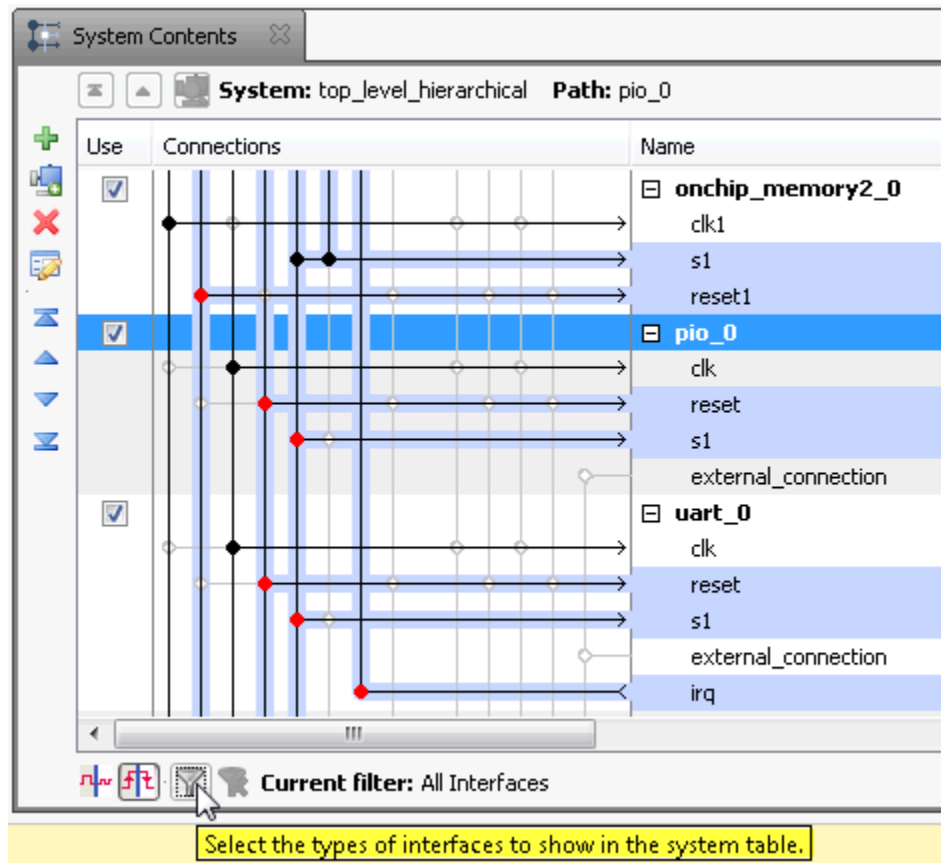 System Contents
System: top_level_hierarchical Path: pio_0
Use Connections Name
onchip_memory2_0
clk1
s1
reset1
pio_0
clk
reset
s1
external_connection
uart_0
clk
reset
s1
external_connection
irq
Current filter: All Interfaces
Select the types of interfaces to show in the system table.